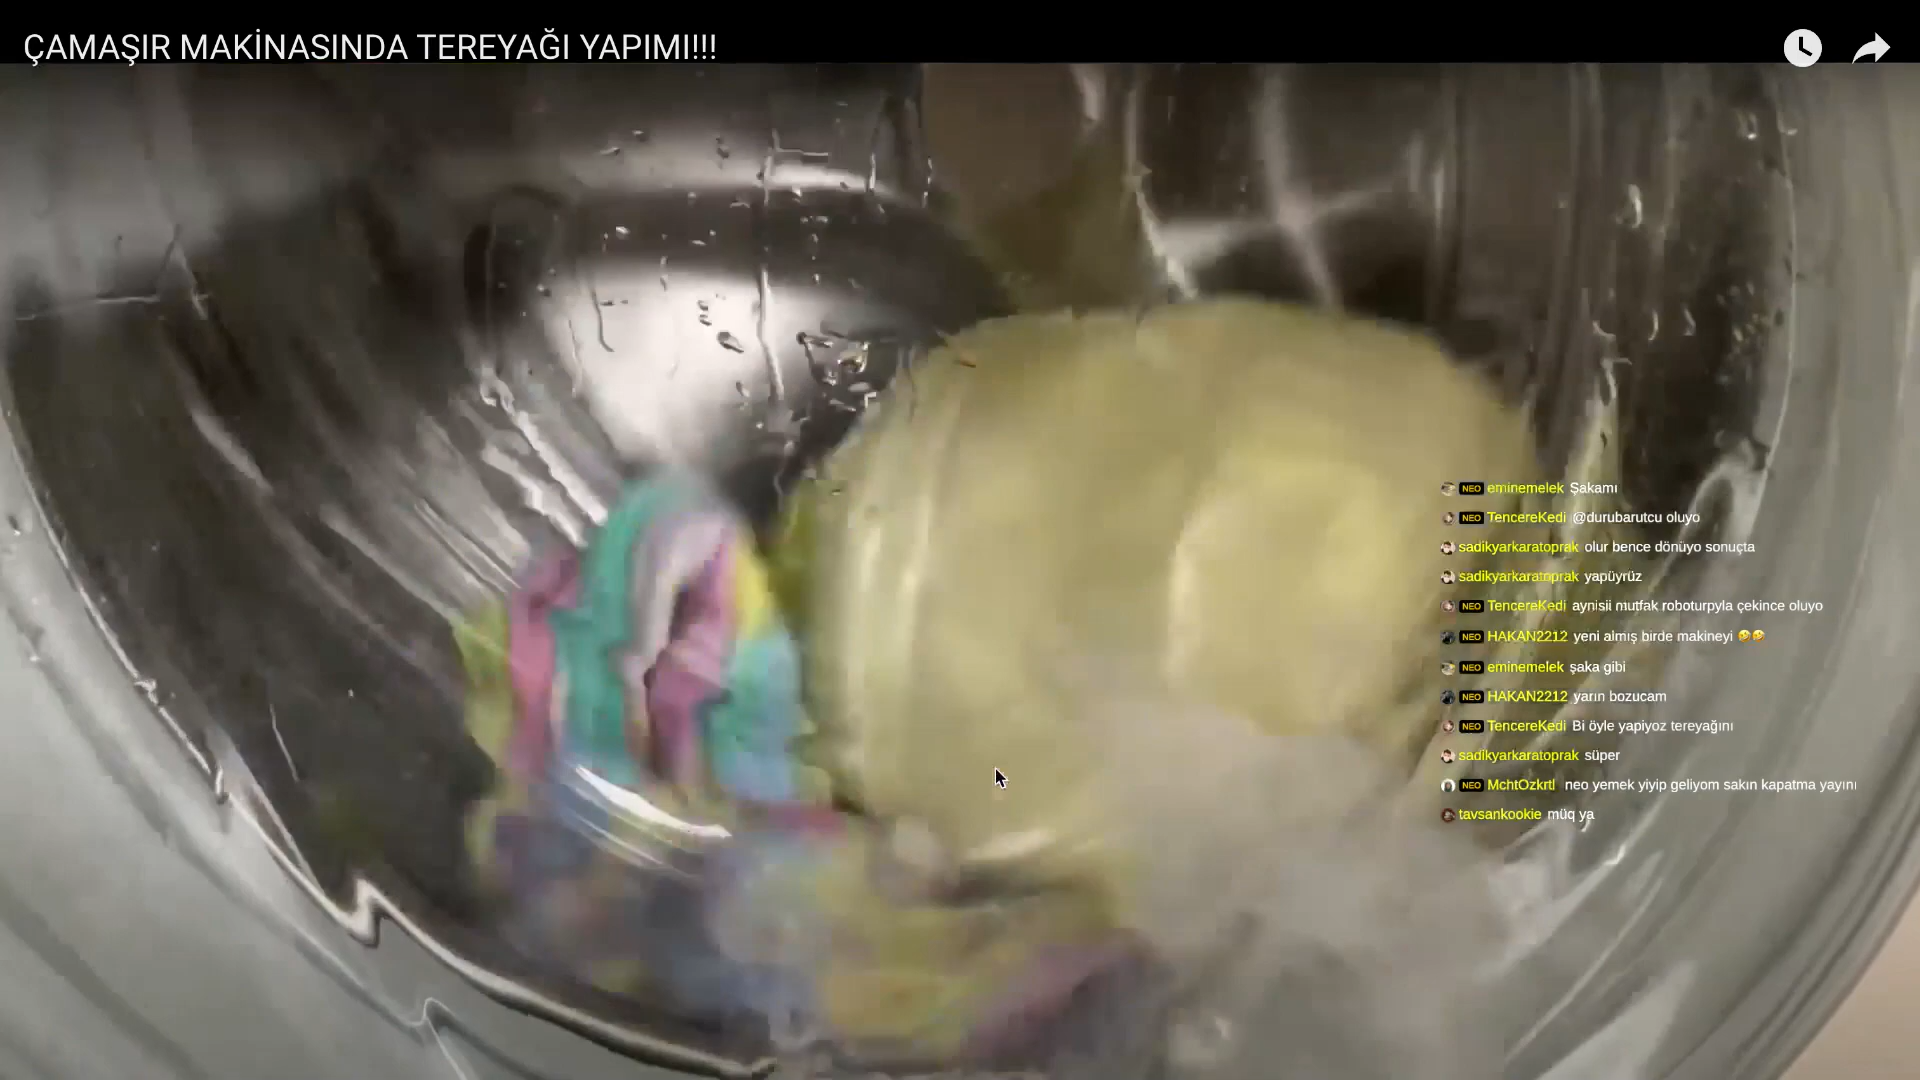 ÇAMAŞIR MAKİNASINDA TEREYAĞI YAPIMI!!!
NEO eminemelek Şakamı
NEO TencereKedi @durubarutcu oluyo
sadikyarkaratoprak olur bence dönüyo sonuçta
sadikyarkaratoprak yapüyrüz
NEO TencereKedi aynisii mutfak roboturpyla çekince oluyo
NEO HAKAN2212 yeni almış birde makineyi 🤣🤣
NEO eminemelek şaka gibi
NEO HAKAN2212 yarın bozucam
NEO TencereKedi Bi öyle yapiyoz tereyağını
sadikyarkaratoprak süper
NEO MchtOzkrtl neo yemek yiyip geliyom sakın kapatma yayını
tavsankookie müq ya